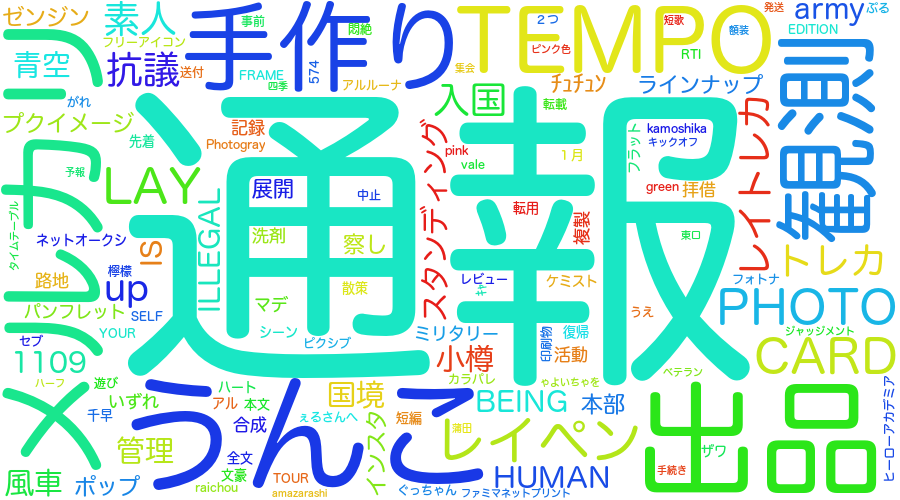 ゼンジン
素人
事前
悶絶
手作り
TEMPO
2つ
短歌
発送
army
ぷる
フリーアイコン
ピンク色
額装
EDITION
青空
抗議
送付
FRAME
574
四季
アルルーナ
集会
RTI
観測
メルカリ
がれ
チュチュン
ラインナップ
プクイメージ
先着
記録
Photogray
入国
転載
kamoshika
キックオフ
レイトレカ
予報
LAY
通報
展開
中止
スタンディング
pink
vale
1月
フラット
green
拝借
タイムテーブル
ネットオークシ
IS
ILLEGAL
洗剤
察し
転用
複製
東口
トレカ
檸檬
路地
up
散策
レビュー
ケミスト
フォトナ
パンフレット
SELF
マデ
うえ
PHOTO
セブ
YOUR
シーン
ピクシブ
ミリタリー
印刷物
復帰
ジャッジメント
1109
小樽
活動
CARD
ハーフ
遊び
ハート
カラパレ
ゃよいちゃを
ベテラン
いずれ
アル
本文
うんこ
国境
短編
BEING
本部
出品
ヒーローアカデミア
千早
合成
ぇるさんへ
インスタ
蒲田
レイペン
管理
全文
文豪
ザワ
風車
ポップ
raichou
TOUR
amazarashi
HUMAN
手続き
ぐっちゃん
ファミマネットプリント